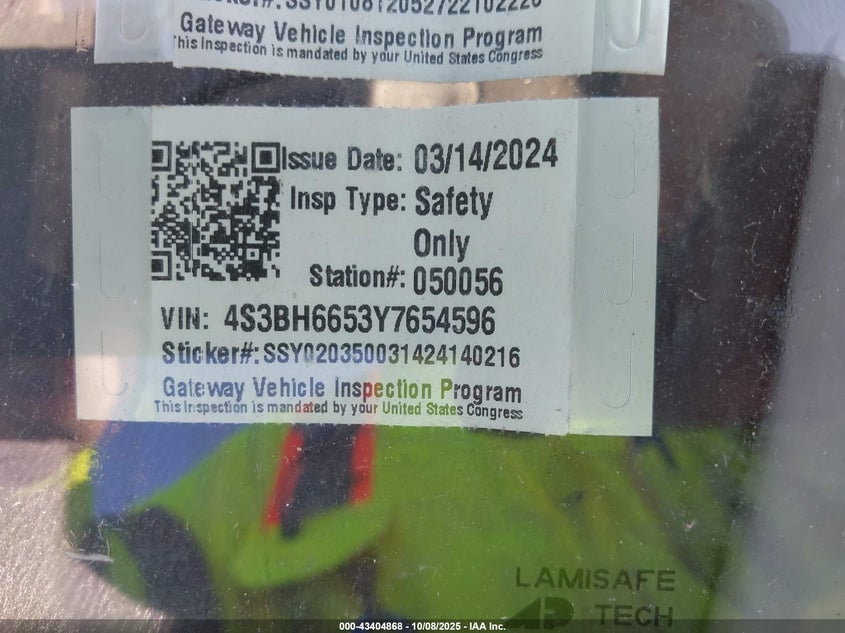 Gateway Vehicle Inspection Program
This Inspection is mandated by your United States Congress
Issue Date: 03/14/2024
Insp Type: Safety
Only
Station#: 050056
VIN: 4S3BH6653Y7654596
Sticker#: SSY020350031424140216
Gateway Vehicle Inspection Program
This Inspection is mandated by your United States Congress
LAMISAFE
AP TECH
000-43404868 - 10/08/2025 - IAA Inc.